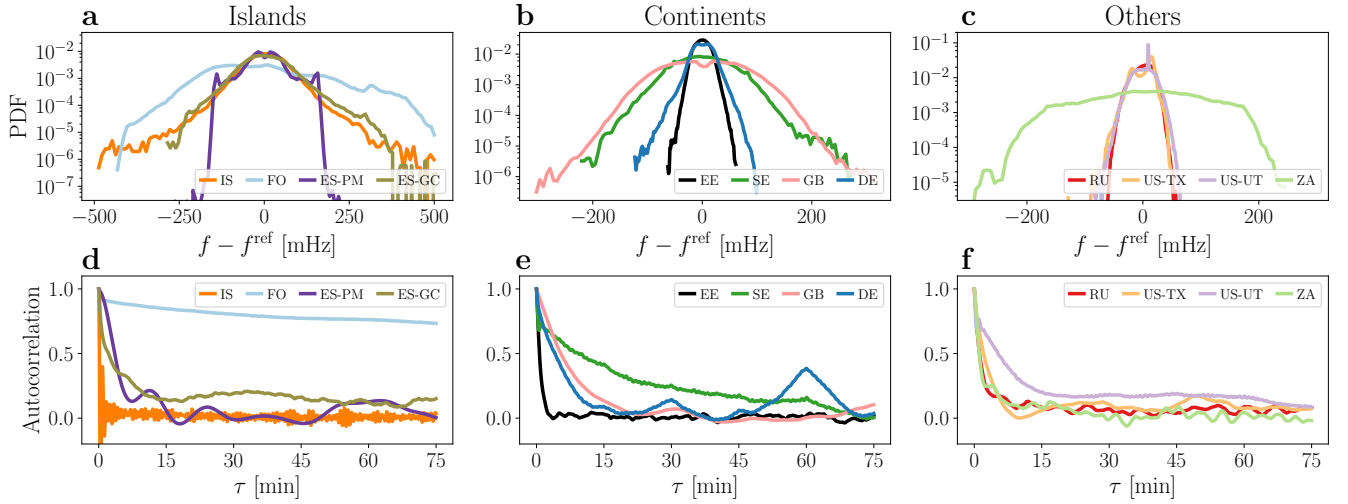 a Islands
b Continents
c Others
PDF
10⁻² 10⁻³ 10⁻⁴ 10⁻⁵ 10⁻⁶ 10⁻⁷
IS FO ES-PM ES-GC
−500 −250 0 250 500
f − f^ref [mHz]
10⁻² 10⁻³ 10⁻⁴ 10⁻⁵ 10⁻⁶
EE SE GB DE
−200 0 200
f − f^ref [mHz]
10⁻¹ 10⁻² 10⁻³ 10⁻⁴ 10⁻⁵
RU US-TX US-UT ZA
−200 0 200
f − f^ref [mHz]
d
Autocorrelation
1.0 0.5 0.0
IS FO ES-PM ES-GC
0 15 30 45 60 75
τ [min]
e
1.0 0.5 0.0
EE SE GB DE
0 15 30 45 60 75
τ [min]
f
1.0 0.5 0.0
RU US-TX US-UT ZA
0 15 30 45 60 75
τ [min]